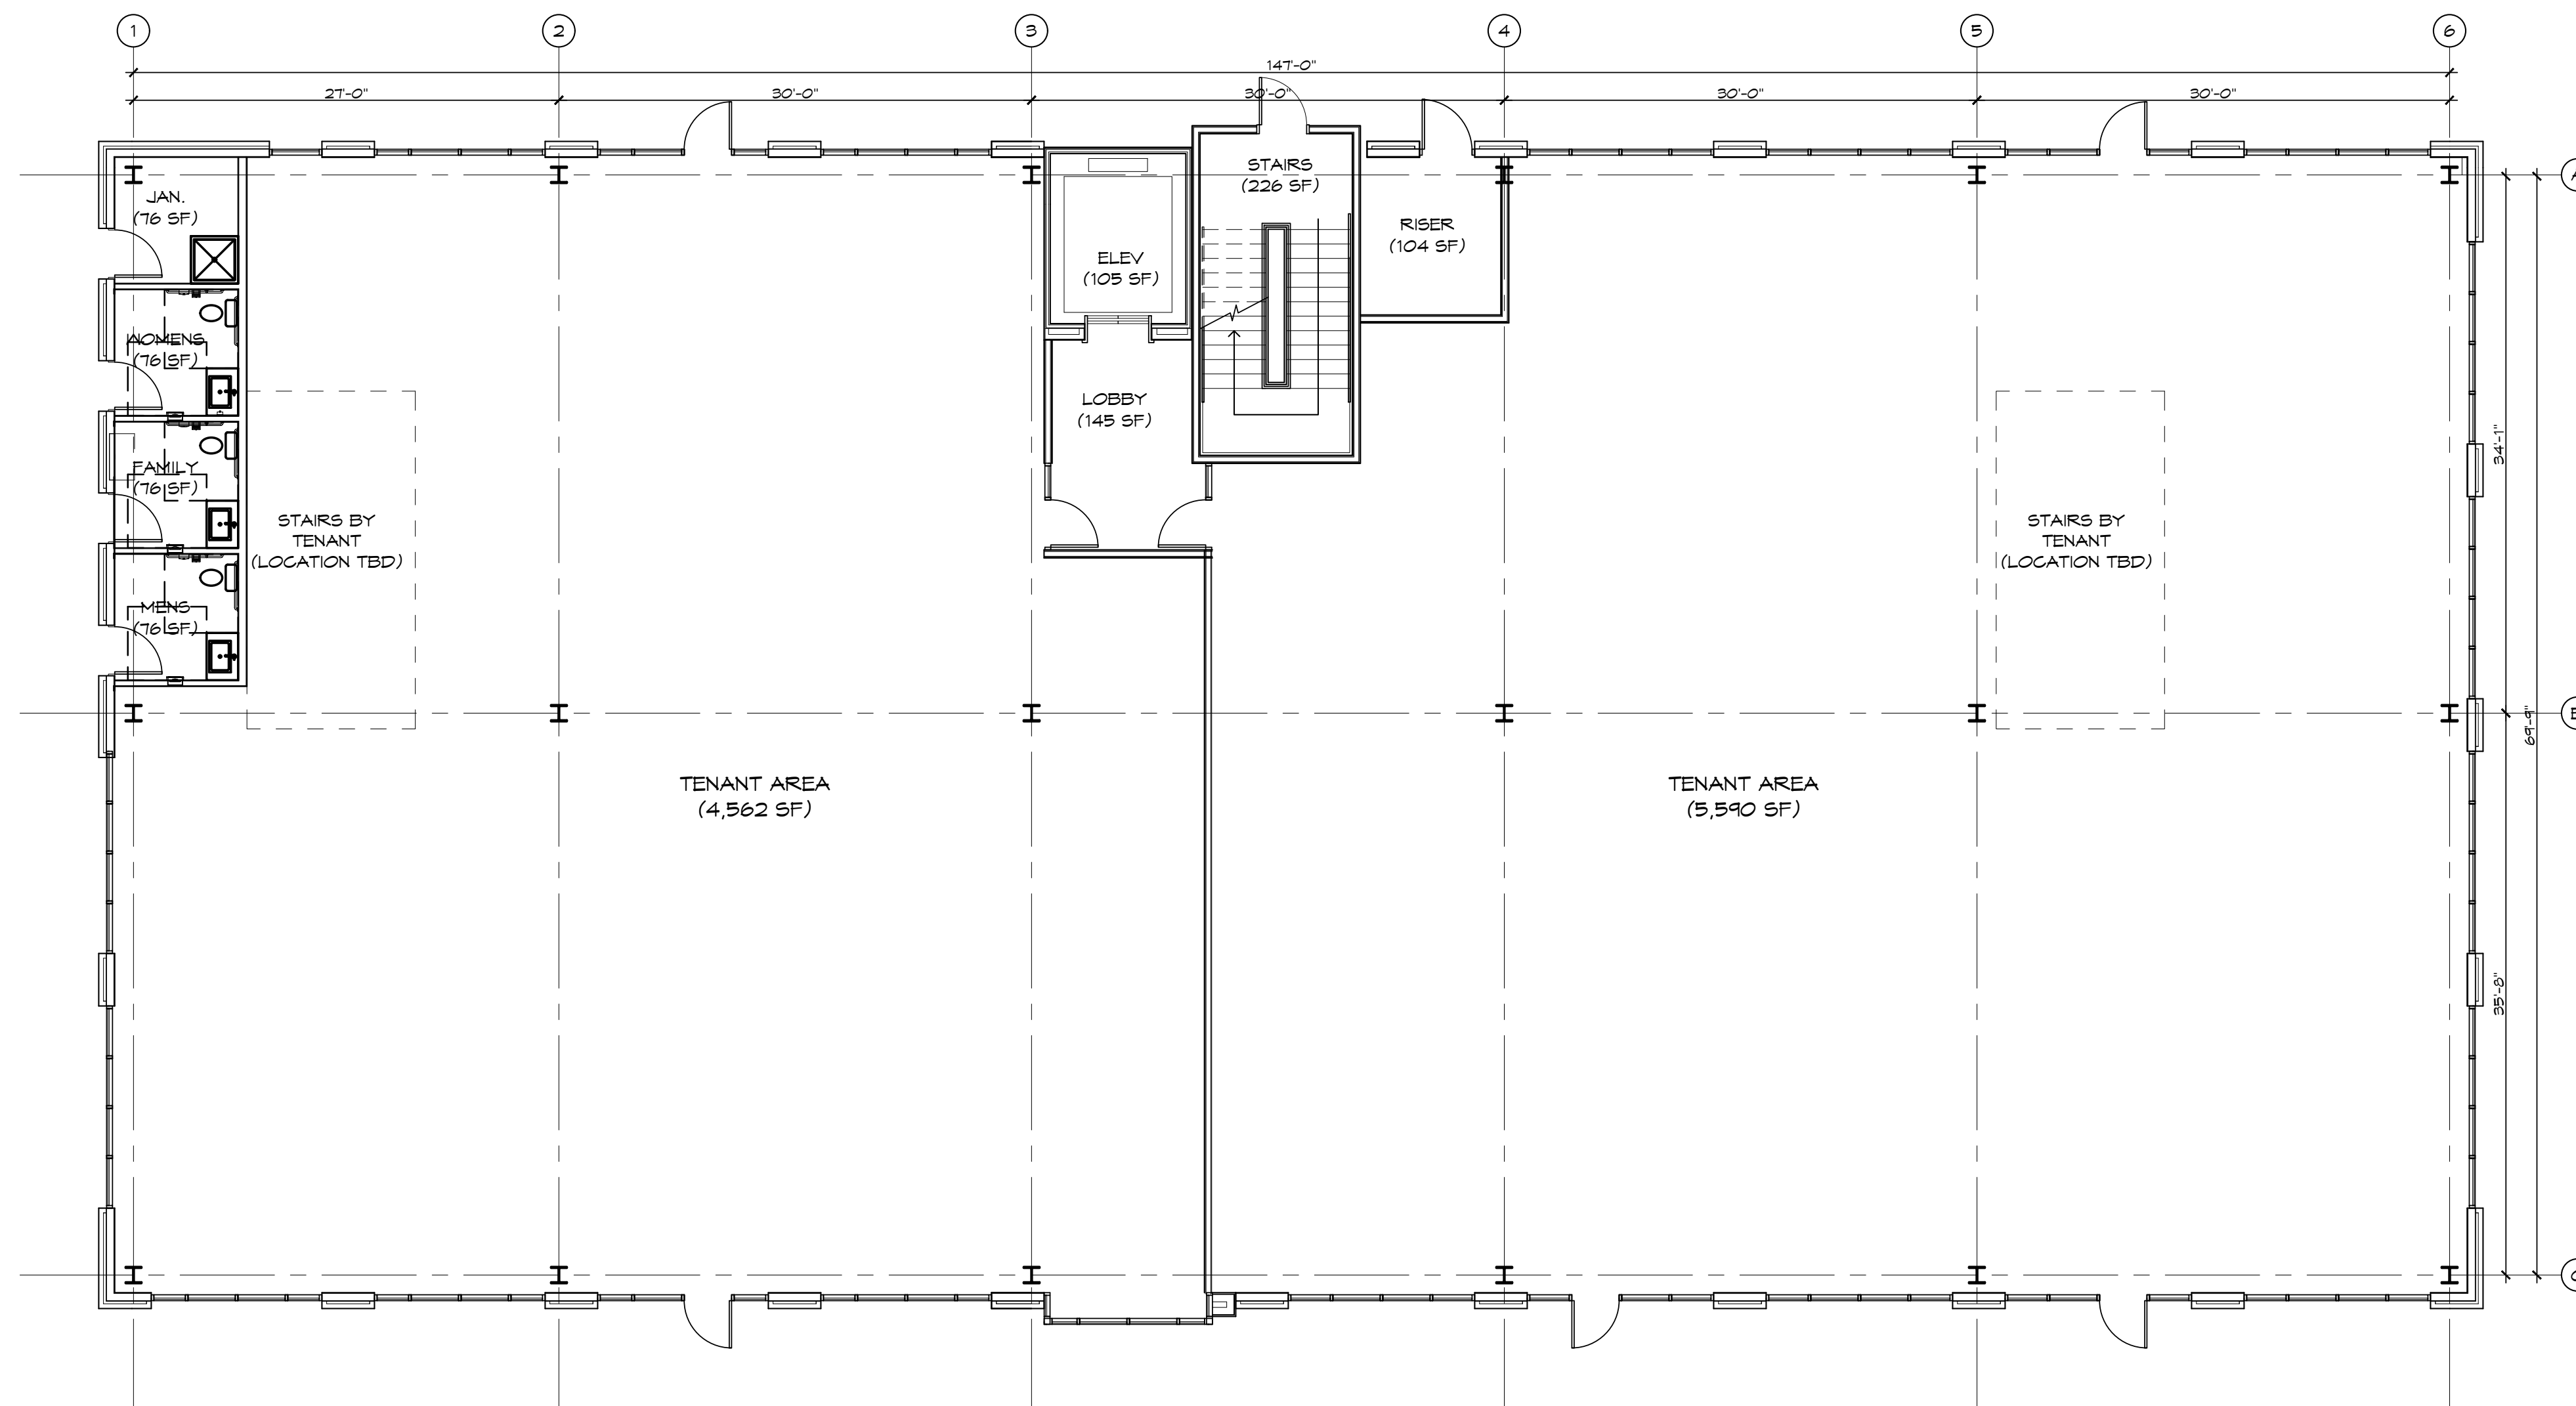 1 2 3 4 5 6
147'-0"
27'-0" 30'-0" 30'-0" 30'-0" 30'-0"
JAN.
(76 SF)
STAIRS
(226 SF)
RISER
(104 SF)
ELEV
(105 SF)
WOMENS
(76 SF)
LOBBY
(145 SF)
FAMILY
(76 SF)
MENS
(76 SF)
STAIRS BY
TENANT
(LOCATION TBD)
STAIRS BY
TENANT
(LOCATION TBD)
34'-1"
69'-9"
35'-8"
TENANT AREA
(4,562 SF)
TENANT AREA
(5,590 SF)